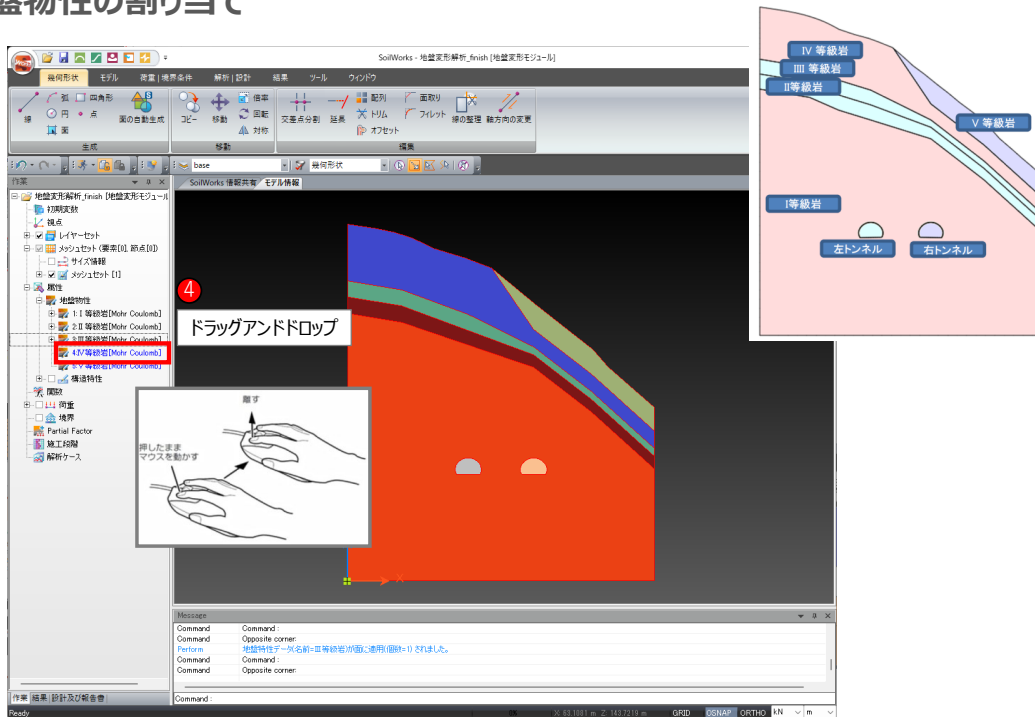 盤物性の割り当て
SoilWorks - 地盤変形解析_finish [地盤変形モジュール]
幾何形状 モデル 荷重|境界条件 解析|設計 結果 ツール ウィンドウ
線 弧 四角形 円 点 面 面の自動生成
コピー 移動 倍率 回転 対称
交差点分割 延長 配列 トリム オフセット 面取り フィレット 線の整理 軸方向の変更
生成 移動 編集
base 幾何形状
作業
SoilWorks 情報共有 モデル情報
地盤変形解析_finish [地盤変形モジュール
初期変数
視点
レイヤーセット
メッシュセット (要素[0], 節点[0])
サイズ情報
メッシュセット [1]
属性
地盤物性
1: I 等級岩[Mohr Coulomb]
2:II 等級岩[Mohr Coulomb]
3:III 等級岩[Mohr Coulomb]
4:IV等級岩[Mohr Coulomb]
5:V 等級岩[Mohr Coulomb]
構造特性
関数
荷重
境界
Partial Factor
施工段階
解析ケース
4
ドラッグアンドドロップ
離す
押したまま
マウスを動かす
X
IV 等級岩
IIII 等級岩
II等級岩
V 等級岩
I等級岩
左トンネル
右トンネル
Message
Command Command :
Command Opposite corner:
Perform 地盤特性データ(名前=III等級岩)が面に適用(個数=1) されました。
Command Command :
Command Opposite corner:
作業 結果 設計及び報告書
Command :
Ready
X: 63.1081 m Z: 143.7219 m GRID OSNAP ORTHO kN m